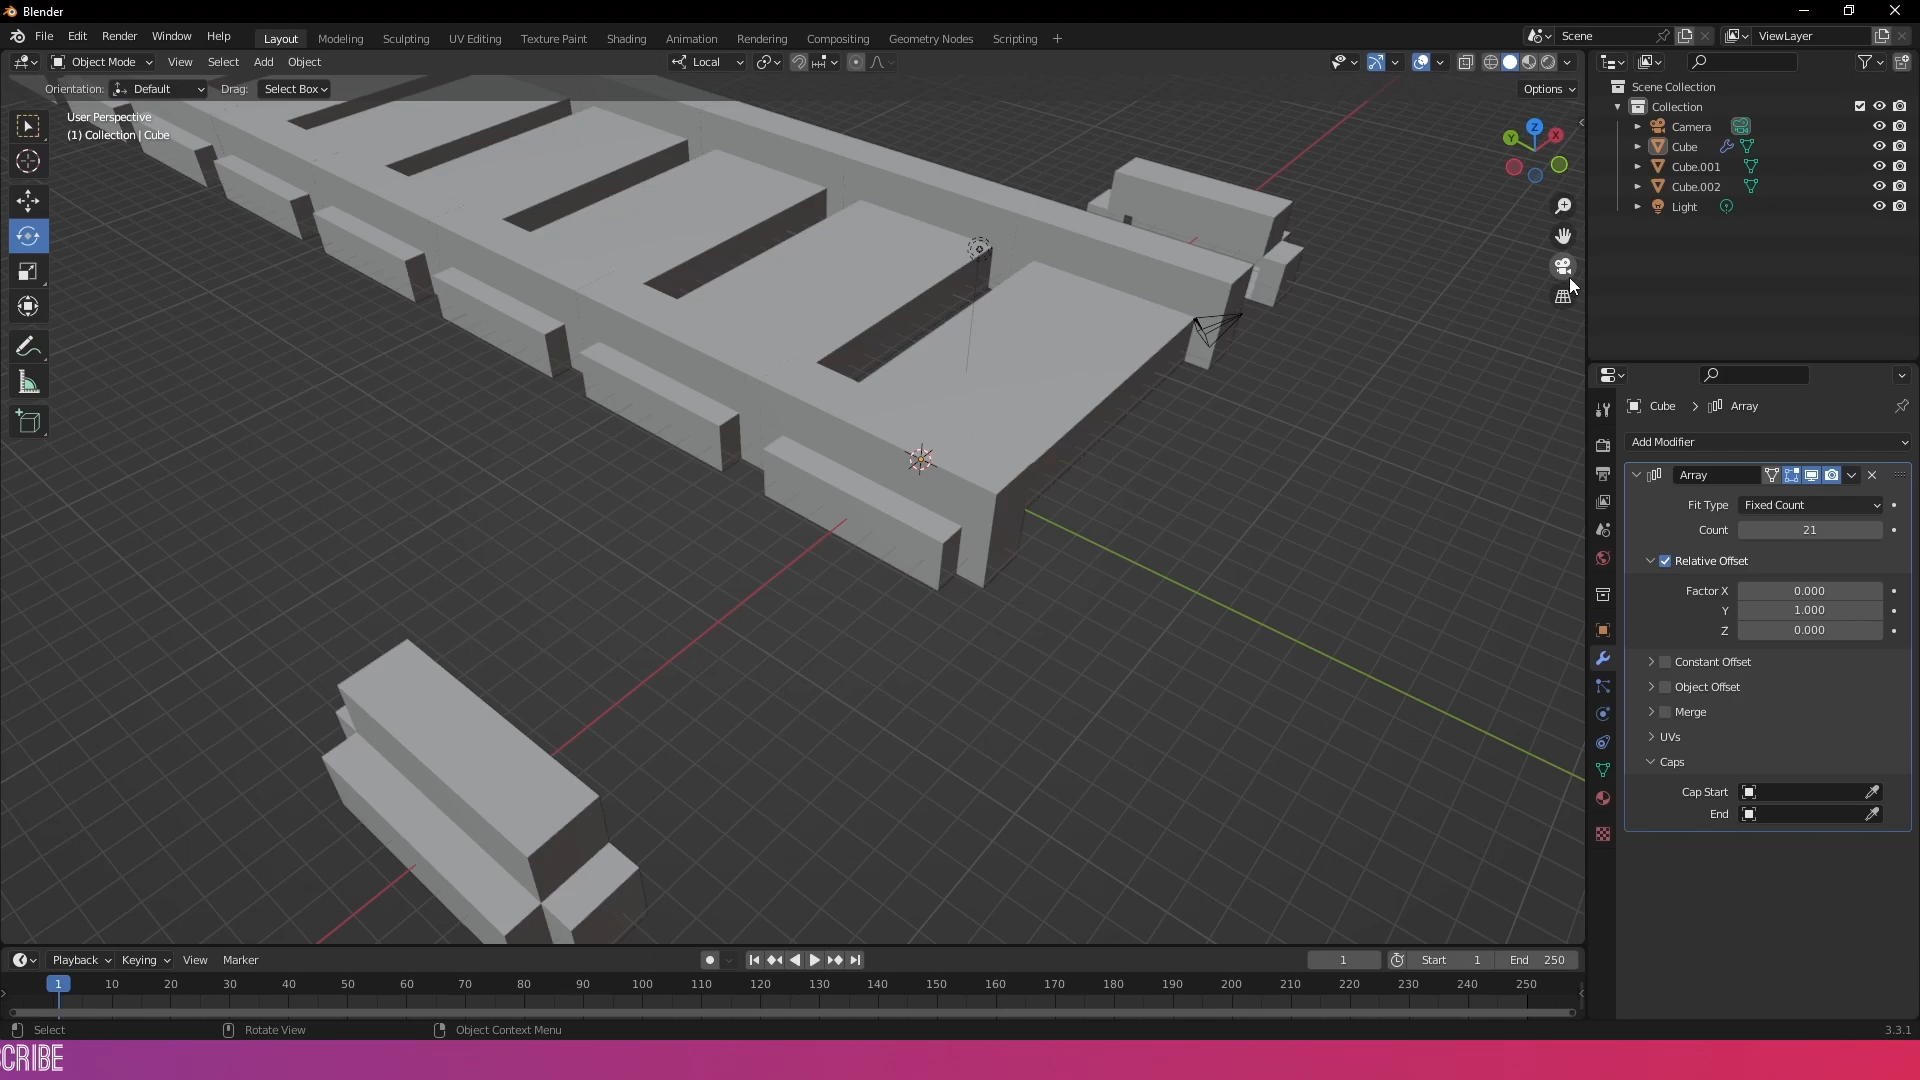 Blender
File Edit Render Window Help
Layout Modeling Sculpting UV Editing Texture Paint Shading Animation Rendering Compositing Geometry Nodes Scripting +
Scene
ViewLayer
Object Mode View Select Add Object
Local
Orientation: Default Drag: Select Box
Options
User Perspective
(1) Collection | Cube
Z
Y
X
Scene Collection
Collection
Camera
Cube
Cube.001
Cube.002
Light
Cube > Array
Add Modifier
Array
Fit Type Fixed Count
Count 21
Relative Offset
Factor X 0.000
Y 1.000
Z 0.000
Constant Offset
Object Offset
Merge
UVs
Caps
Cap Start
End
Playback Keying View Marker
1
Start 1 End 250
1 10 20 30 40 50 60 70 80 90 100 110 120 130 140 150 160 170 180 190 200 210 220 230 240 250
Select Rotate View Object Context Menu
3.3.1
CRIBE